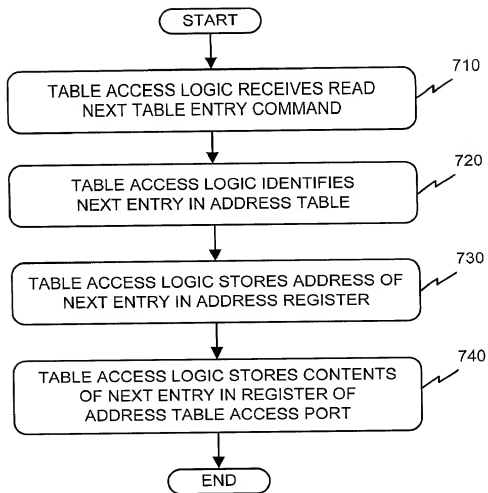 START
TABLE ACCESS LOGIC RECEIVES READ
NEXT TABLE ENTRY COMMAND
710
TABLE ACCESS LOGIC IDENTIFIES
NEXT ENTRY IN ADDRESS TABLE
720
TABLE ACCESS LOGIC STORES ADDRESS OF
NEXT ENTRY IN ADDRESS REGISTER
730
TABLE ACCESS LOGIC STORES CONTENTS
OF NEXT ENTRY IN REGISTER OF
ADDRESS TABLE ACCESS PORT
740
END